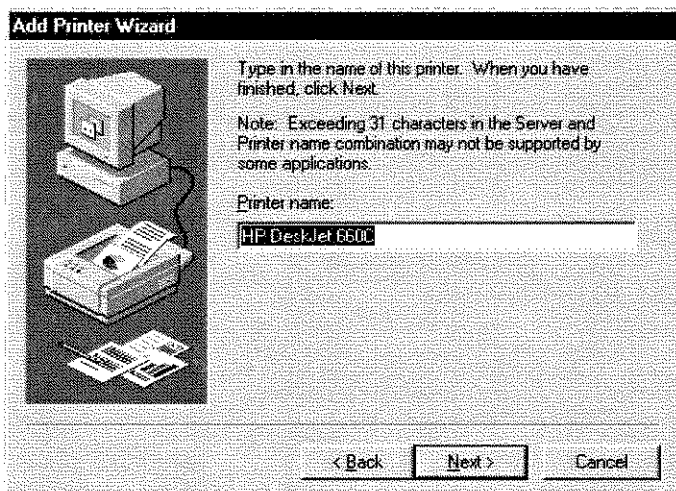 Add Printer Wizard
Type in the name of this printer. When you have
finished, click Next.
Note: Exceeding 31 characters in the Server and
Printer name combination may not be supported by
some applications.
Printer name:
HP DeskJet 660C
< Back
Next >
Cancel